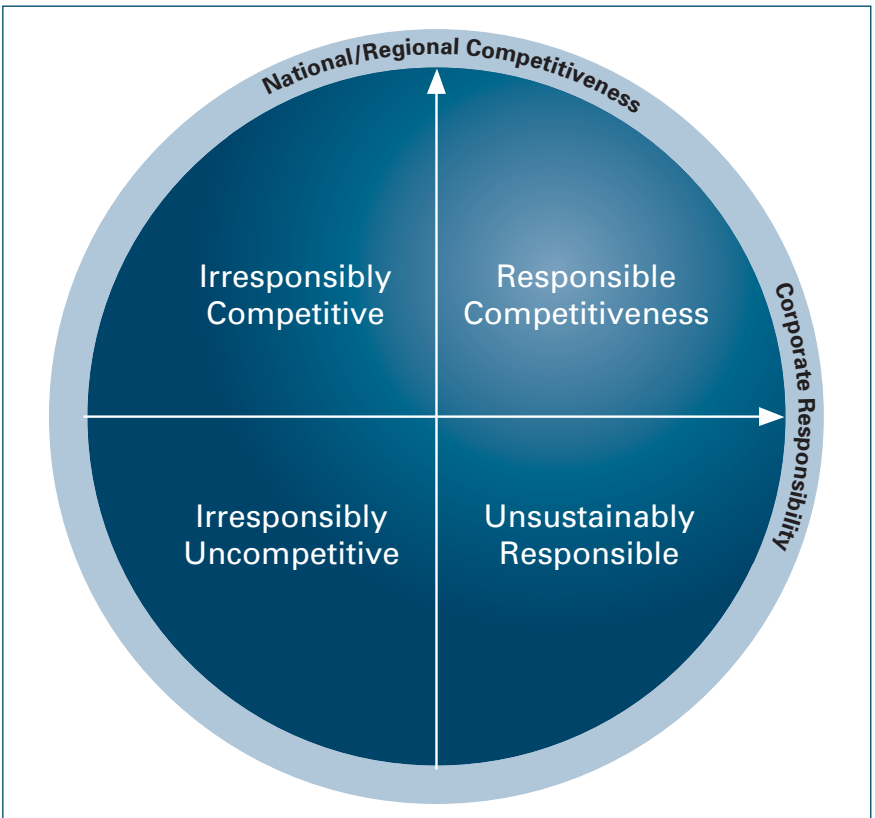 National/Regional Competitiveness
Irresponsibly
Competitive
Responsible
Competitiveness
Corporate Responsibility
Irresponsibly
Uncompetitive
Unsustainably
Responsible